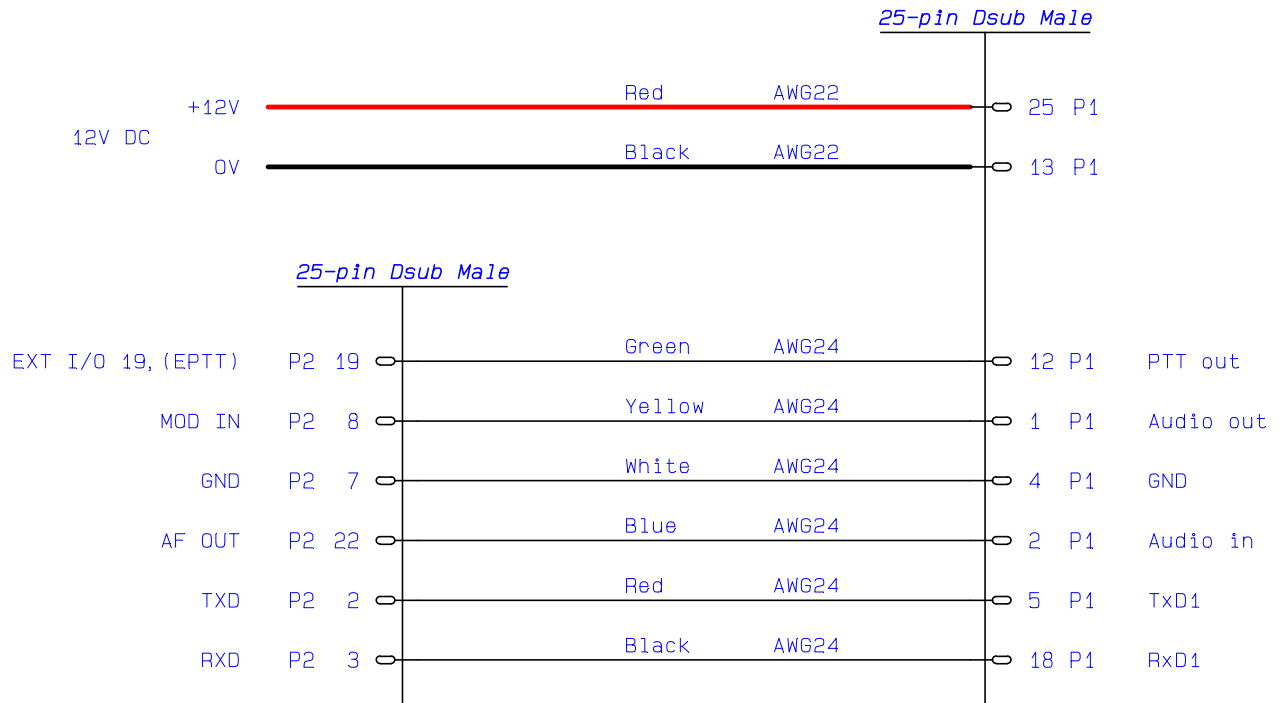 25-pin Dsub Male
Red AWG22
+12V 25 P1
12V DC
Black AWG22
0V 13 P1
25-pin Dsub Male
Green AWG24
EXT I/O 19,(EPTT) P2 19 12 P1 PTT out
Yellow AWG24
MOD IN P2 8 1 P1 Audio out
White AWG24
GND P2 7 4 P1 GND
Blue AWG24
AF OUT P2 22 2 P1 Audio in
Red AWG24
TXD P2 2 5 P1 TxD1
Black AWG24
RXD P2 3 18 P1 RxD1